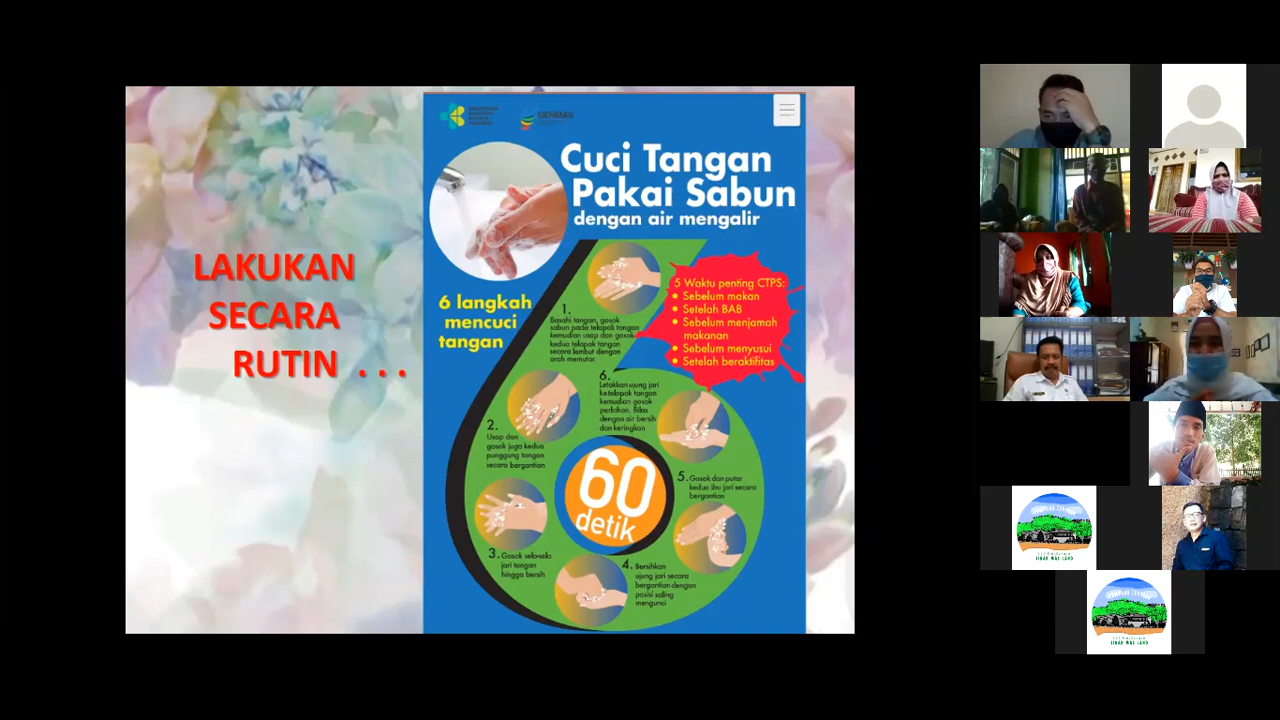 LAKUKAN
SECARA
RUTIN . . .
GERMAS
Cuci Tangan
Pakai Sabun
dengan air mengalir
6 langkah
mencuci
tangan
1.
Basahi tangan, gosok
sabun pada telapak tangan
kemudian usap dan gosok
kedua telapak tangan
secara lembut dengan
arah memutar.
5 Waktu penting CTPS:
• Sebelum makan
• Setelah BAB
• Sebelum menjamah
makanan
• Sebelum menyusui
• Setelah beraktifitas
6.
Letakkan ujung jari
ke telapak tangan
kemudian gosok
perlahan. Bilas
dengan air bersih
dan keringkan
2.
Usap dan
gosok juga kedua
punggung tangan
secara bergantian
60
detik
5. Gosok dan putar
kedua ibu jari secara
bergantian
3. Gosok sela-sela
jari tangan
hingga bersih
4. Bersihkan
ujung jari secara
bergantian dengan
posisi saling
mengunci